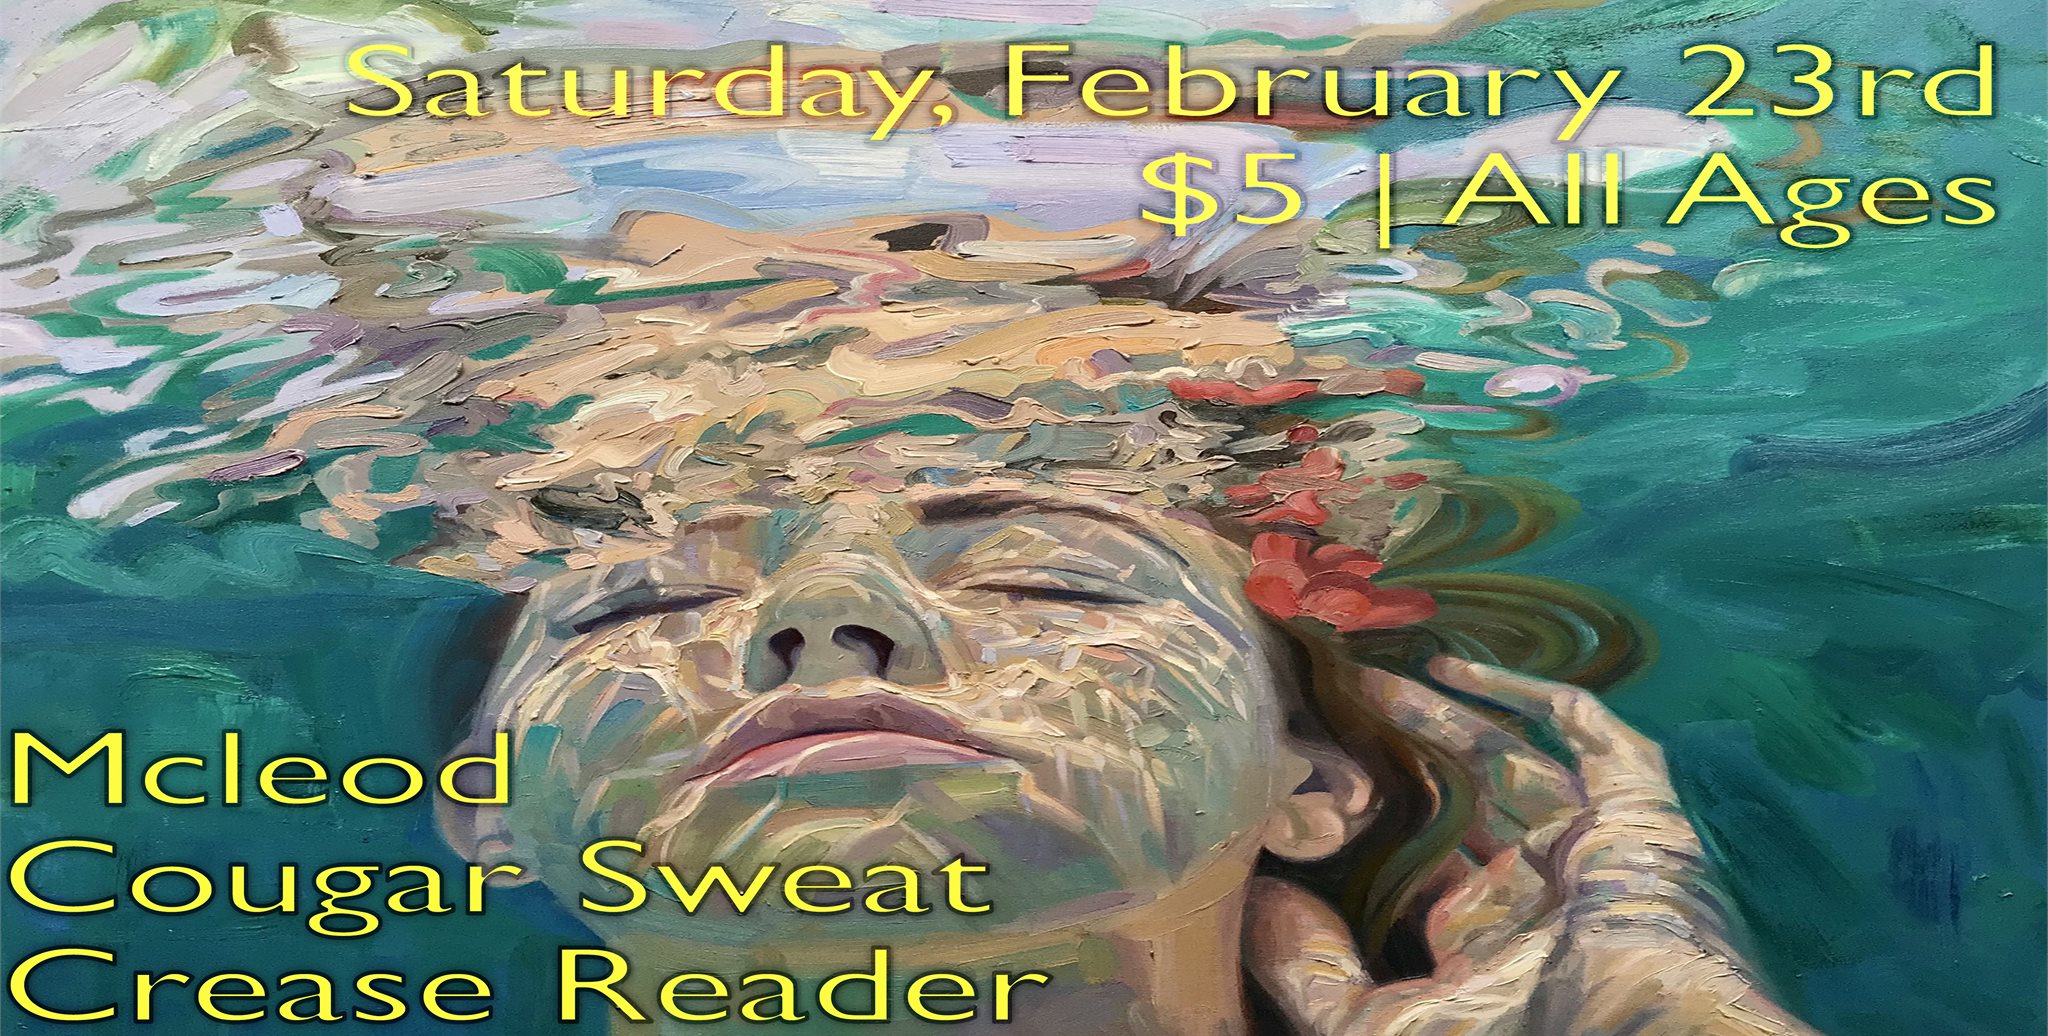 Saturday, February 23rd
$5 | All Ages
Mcleod
Cougar Sweat
Crease Reader